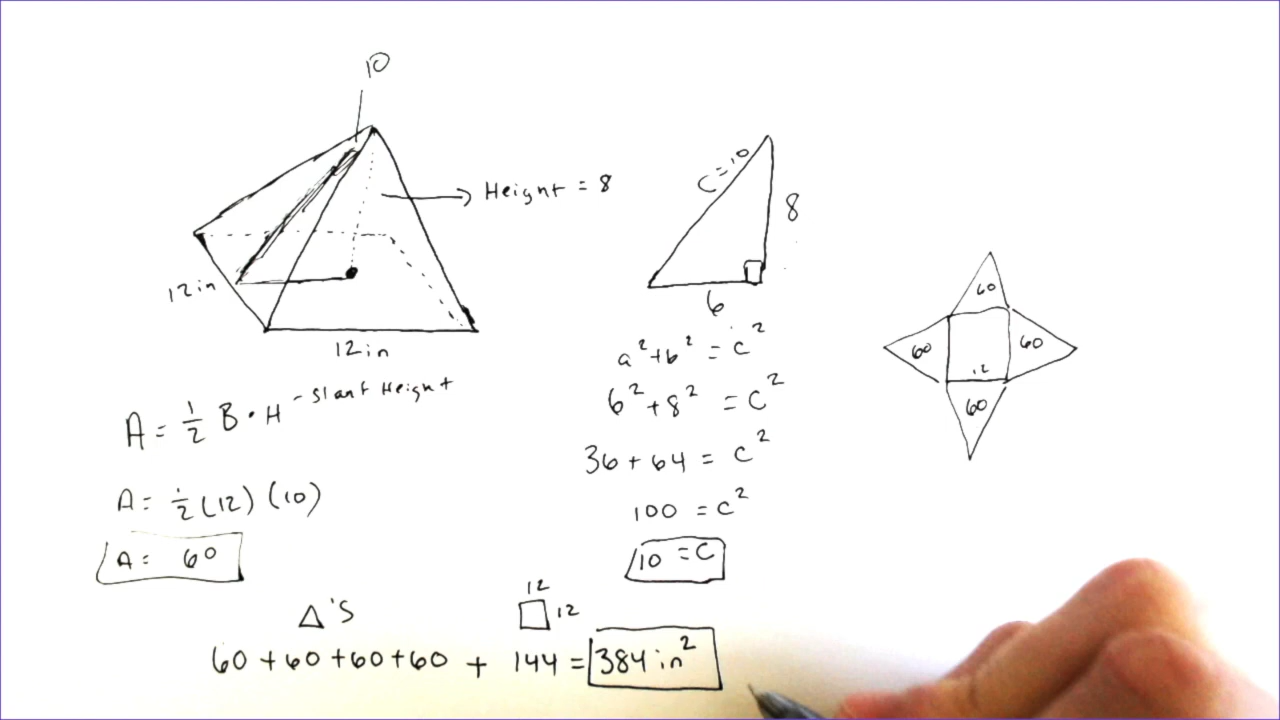 10
Height = 8
12in
12in
C = 10
8
6
a² + b² = c²
6² + 8² = C²
36 + 64 = C²
100 = C²
10 = C
60
60
60
12
60
A = 1/2 B · H - Slant Height
A = 1/2 (12) (10)
A = 60
Δ'S
12
12
60 + 60 + 60 + 60 + 144 = 384 in²